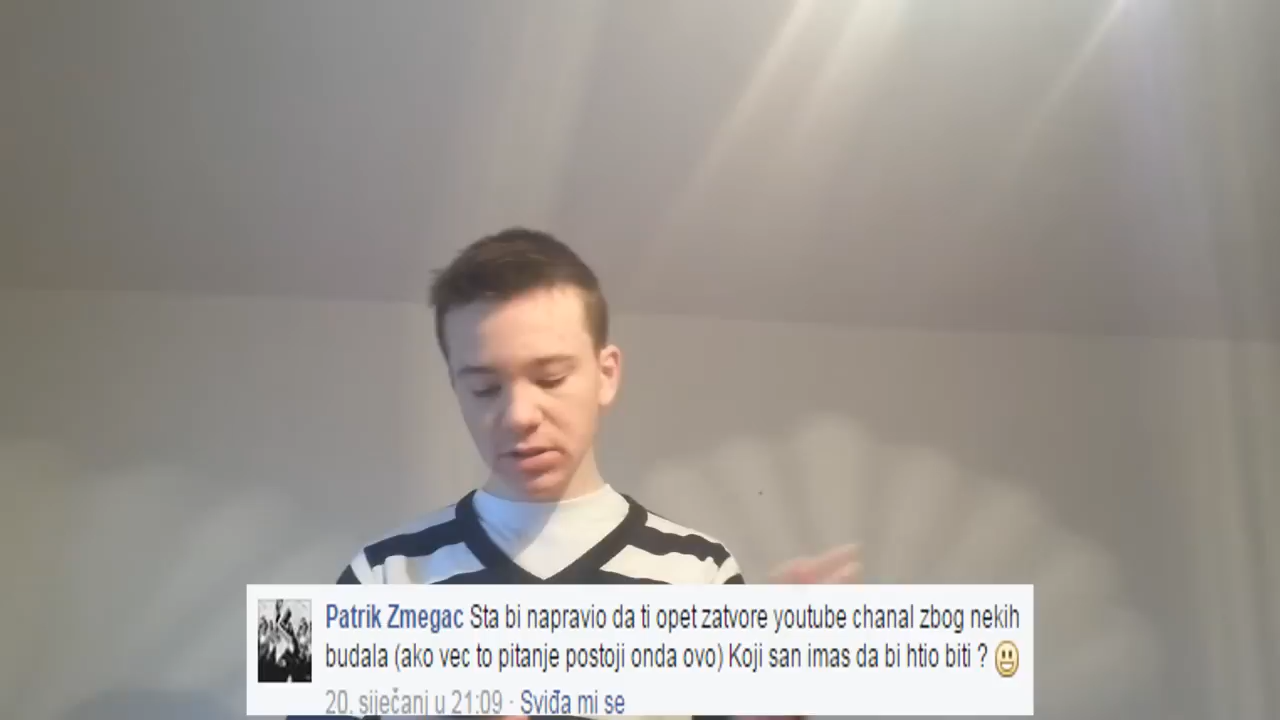 Patrik Zmegac Sta bi napravio da ti opet zatvore youtube chanal zbog nekih
budala (ako vec to pitanje postoji onda ovo) Koji san imas da bi htio biti ?
20. siječanj u 21:09 · Sviđa mi se